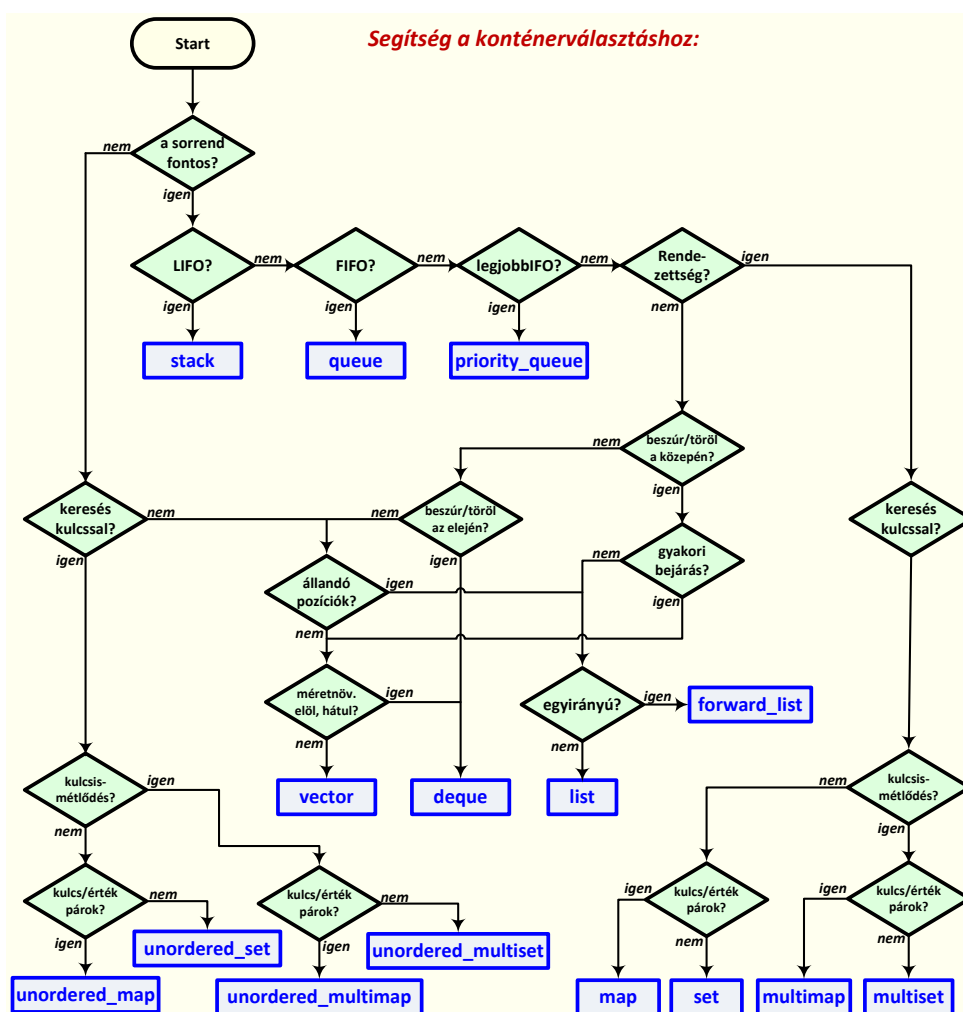 Segítség a konténerválasztáshoz:
Start
a sorrend
fontos?
nem
igen
LIFO?
nem
igen
FIFO?
nem
igen
legjobbIFO?
nem
igen
Rende-
zettség?
igen
nem
stack
queue
priority_queue
beszúr/töröl
a közepén?
nem
igen
keresés
kulcssal?
nem
igen
beszúr/töröl
az elején?
nem
igen
gyakori
bejárás?
nem
igen
keresés
kulcssal?
igen
állandó
pozíciók?
igen
nem
méretnöv.
elöl, hátul?
igen
nem
egyirányú?
igen
nem
forward_list
vector
deque
list
kulcsis-
métlődés?
igen
nem
kulcsis-
métlődés?
nem
igen
kulcs/érték
párok?
nem
igen
kulcs/érték
párok?
nem
igen
kulcs/érték
párok?
igen
nem
kulcs/érték
párok?
igen
nem
unordered_set
unordered_multiset
unordered_map
unordered_multimap
map
set
multimap
multiset